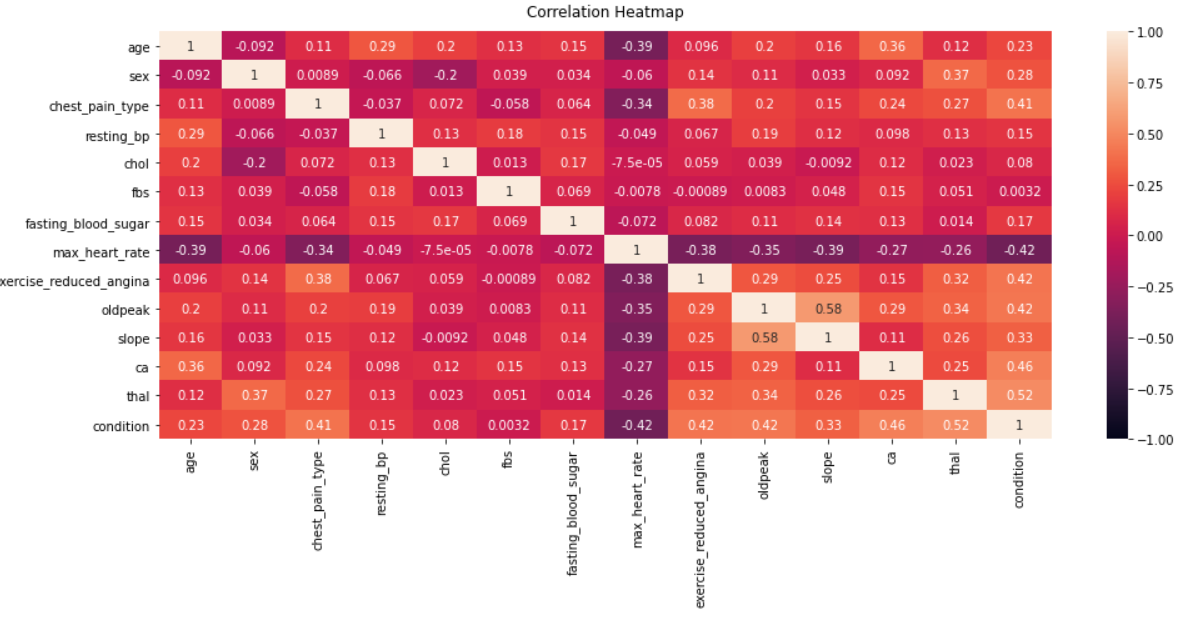 Correlation Heatmap
age 1 -0.092 0.11 0.29 0.2 0.13 0.15 -0.39 0.096 0.2 0.16 0.36 0.12 0.23
sex -0.092 1 0.0089 -0.066 -0.2 0.039 0.034 -0.06 0.14 0.11 0.033 0.092 0.37 0.28
chest_pain_type 0.11 0.0089 1 -0.037 0.072 -0.058 0.064 -0.34 0.38 0.2 0.15 0.24 0.27 0.41
resting_bp 0.29 -0.066 -0.037 1 0.13 0.18 0.15 -0.049 0.067 0.19 0.12 0.098 0.13 0.15
chol 0.2 -0.2 0.072 0.13 1 0.013 0.17 -7.5e-05 0.059 0.039 -0.0092 0.12 0.023 0.08
fbs 0.13 0.039 -0.058 0.18 0.013 1 0.069 -0.0078 -0.00089 0.0083 0.048 0.15 0.051 0.0032
fasting_blood_sugar 0.15 0.034 0.064 0.15 0.17 0.069 1 -0.072 0.082 0.11 0.14 0.13 0.014 0.17
max_heart_rate -0.39 -0.06 -0.34 -0.049 -7.5e-05 -0.0078 -0.072 1 -0.38 -0.35 -0.39 -0.27 -0.26 -0.42
xercise_reduced_angina 0.096 0.14 0.38 0.067 0.059 -0.00089 0.082 -0.38 1 0.29 0.25 0.15 0.32 0.42
oldpeak 0.2 0.11 0.2 0.19 0.039 0.0083 0.11 -0.35 0.29 1 0.58 0.29 0.34 0.42
slope 0.16 0.033 0.15 0.12 -0.0092 0.048 0.14 -0.39 0.25 0.58 1 0.11 0.26 0.33
ca 0.36 0.092 0.24 0.098 0.12 0.15 0.13 -0.27 0.15 0.29 0.11 1 0.25 0.46
thal 0.12 0.37 0.27 0.13 0.023 0.051 0.014 -0.26 0.32 0.34 0.26 0.25 1 0.52
condition 0.23 0.28 0.41 0.15 0.08 0.0032 0.17 -0.42 0.42 0.42 0.33 0.46 0.52 1
age sex chest_pain_type resting_bp chol fbs fasting_blood_sugar max_heart_rate exercise_reduced_angina oldpeak slope ca thal condition
1.00
0.75
0.50
0.25
0.00
−0.25
−0.50
−0.75
−1.00